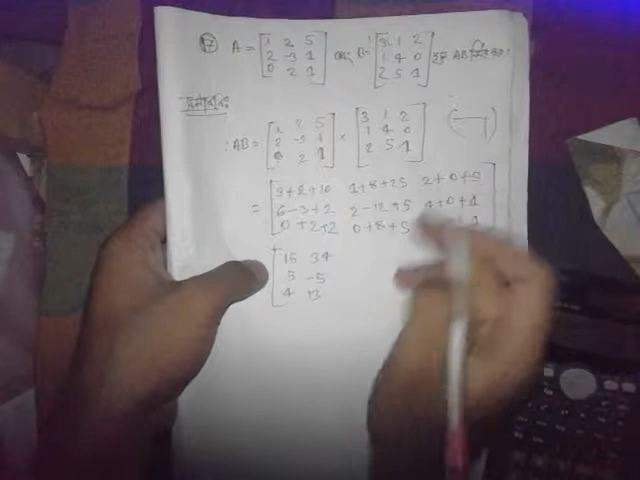 A = [1 2 5 B = [3 1 2
2 -3 1 1 4 0
0 2 1] 2 5 1] হলে AB নির্ণয় কর।
সমাধানঃ
∴ AB = [1 2 5 × [3 1 2
2 -3 1 1 4 0
0 2 1] 2 5 1]
= [3+2+10 1+8+25 2+0+5
6-3+2 2-12+5 4+0+1
0+2+2 0+8+5 1]
[15 34
5 -5
4 13